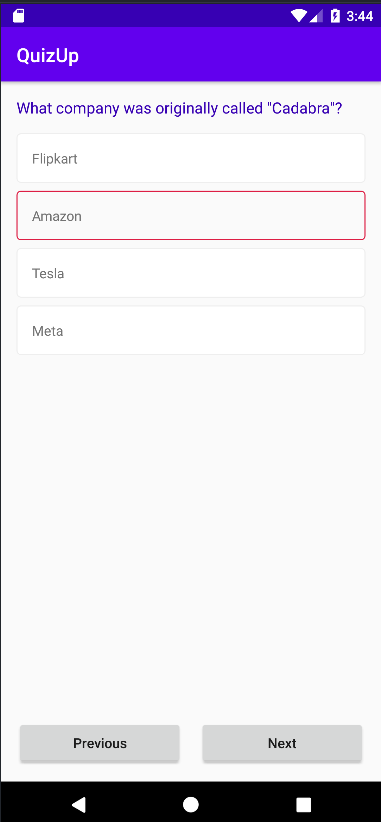 3:44
QuizUp
What company was originally called "Cadabra"?
Flipkart
Amazon
Tesla
Meta
Previous Next